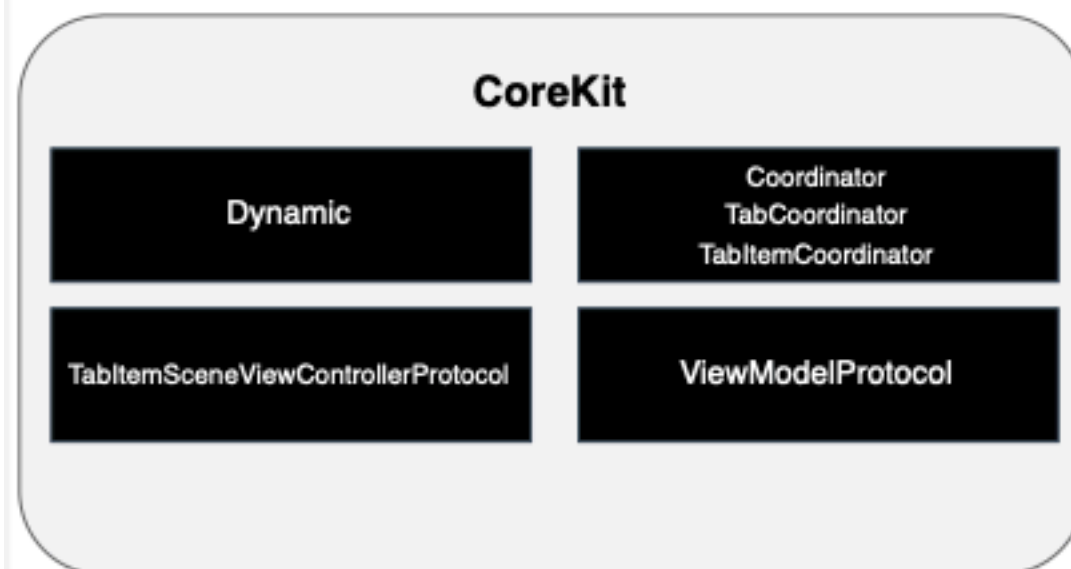 CoreKit
Dynamic
Coordinator
TabCoordinator
TabItemCoordinator
TabItemSceneViewControllerProtocol
ViewModelProtocol